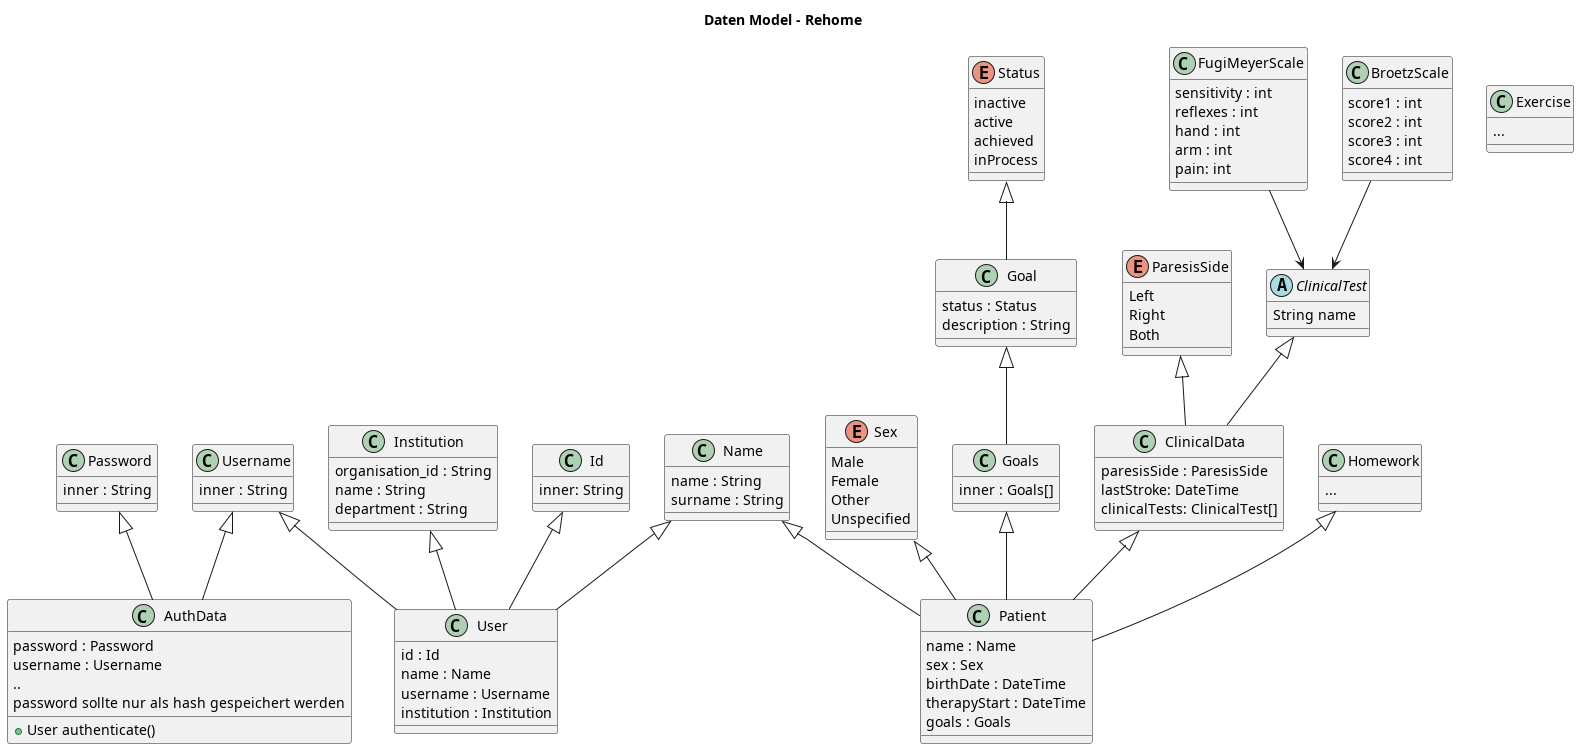 Daten Model - Rehome
E Status
inactive
active
achieved
inProcess
C FugiMeyerScale
sensitivity : int
reflexes : int
hand : int
arm : int
pain: int
C BroetzScale
score1 : int
score2 : int
score3 : int
score4 : int
C Exercise
...
C Goal
status : Status
description : String
E ParesisSide
Left
Right
Both
A ClinicalTest
String name
C Password
inner : String
C Username
inner : String
C Institution
organisation_id : String
name : String
department : String
C Id
inner: String
C Name
name : String
surname : String
E Sex
Male
Female
Other
Unspecified
C Goals
inner : Goals[]
C ClinicalData
paresisSide : ParesisSide
lastStroke: DateTime
clinicalTests: ClinicalTest[]
C Homework
...
C AuthData
password : Password
username : Username
..
password sollte nur als hash gespeichert werden
User authenticate()
C User
id : Id
name : Name
username : Username
institution : Institution
C Patient
name : Name
sex : Sex
birthDate : DateTime
therapyStart : DateTime
goals : Goals